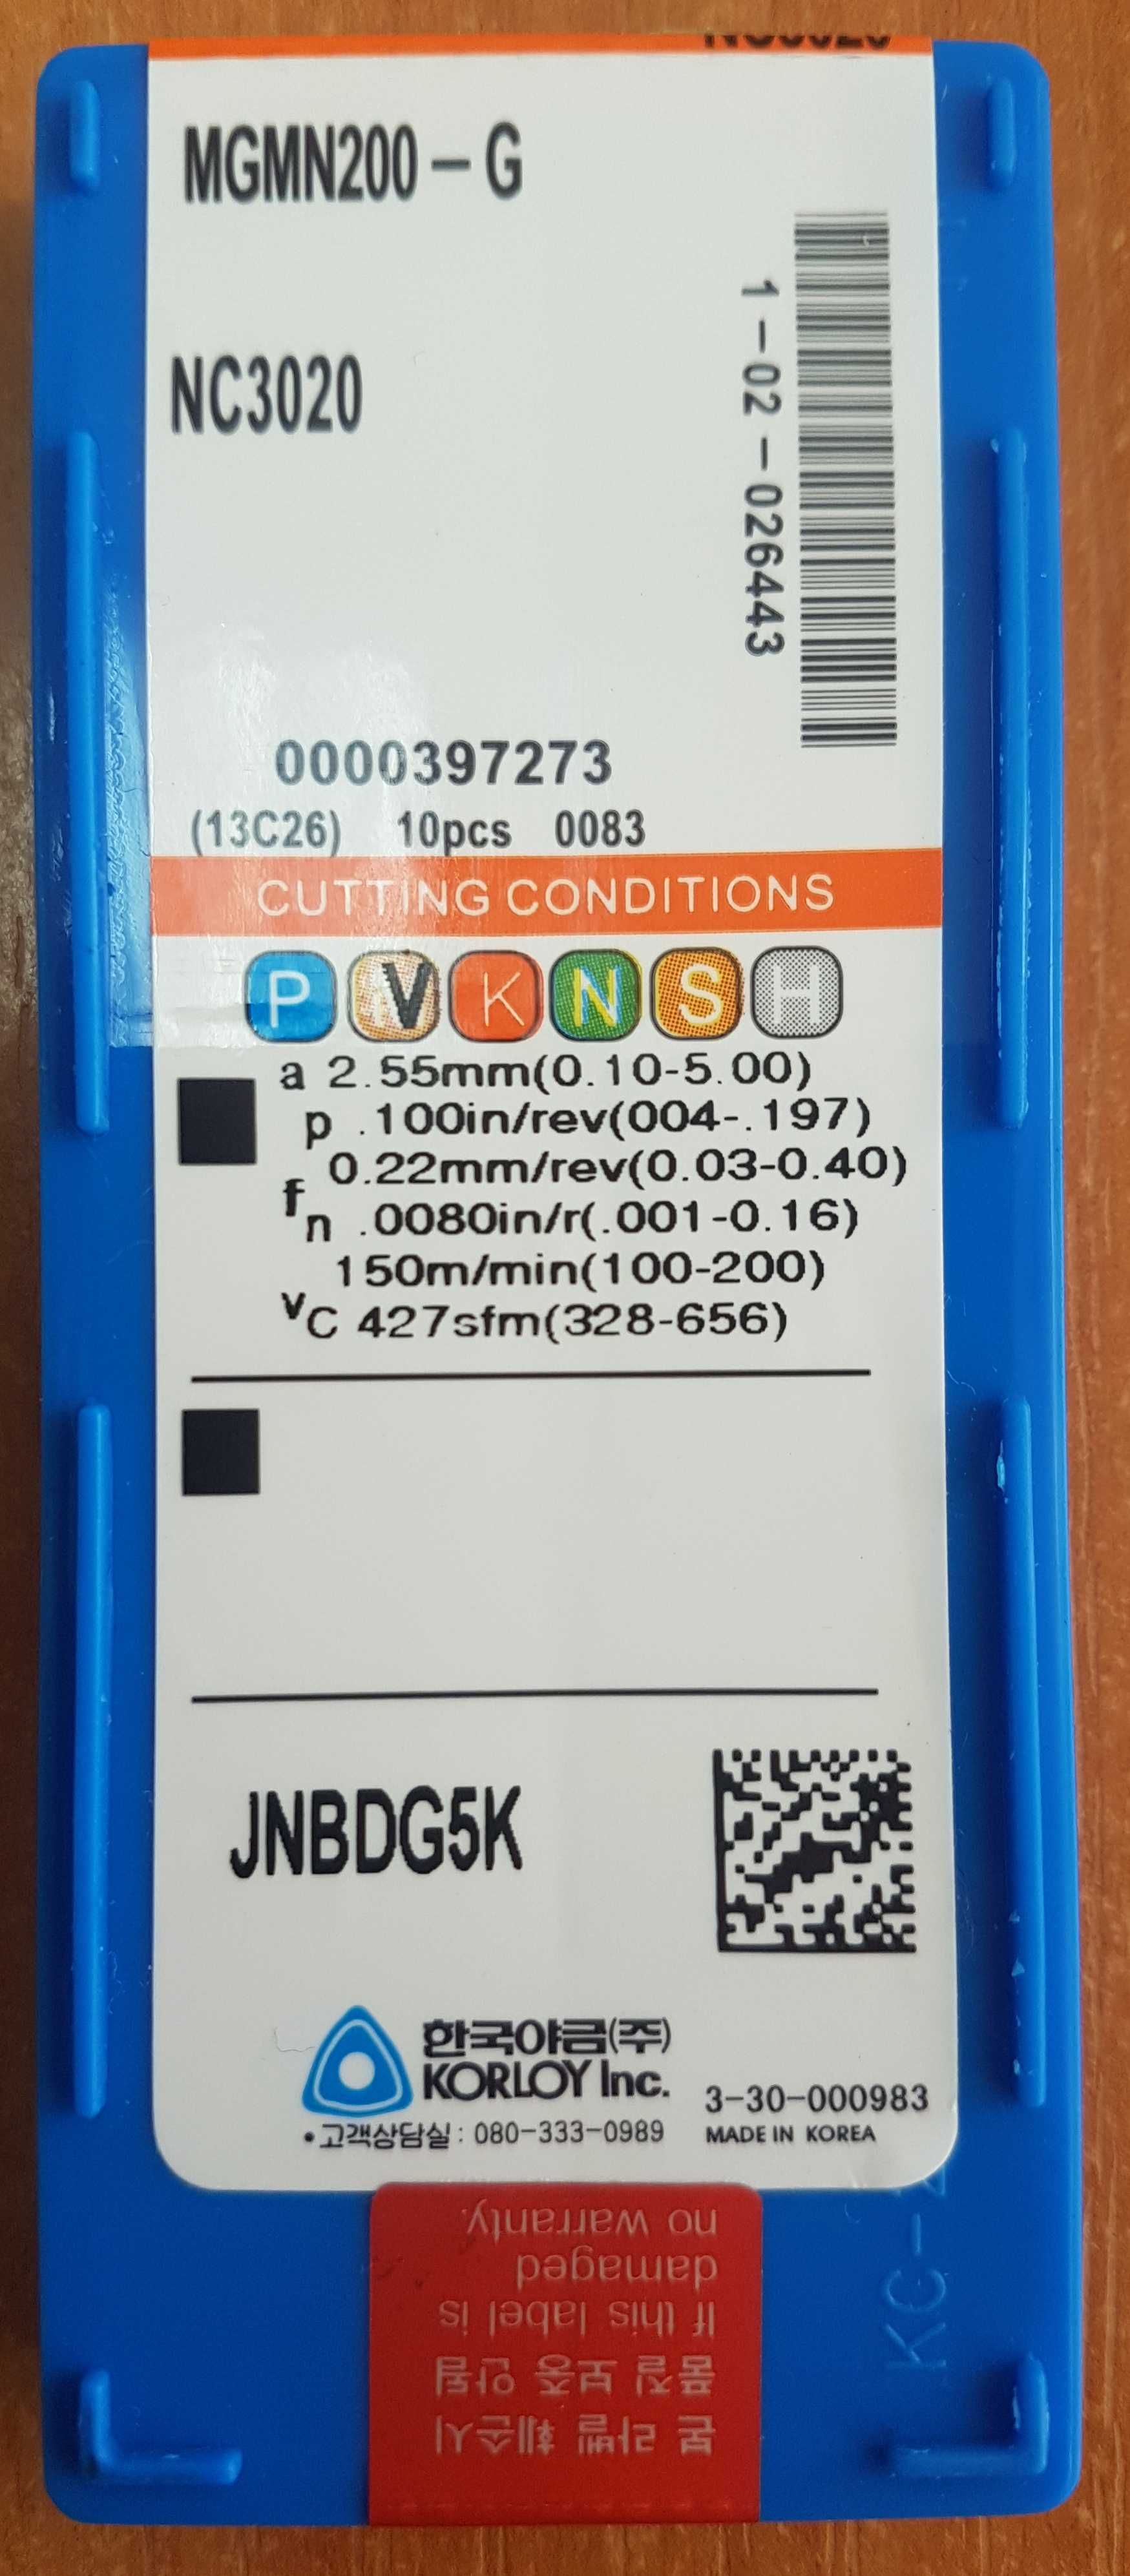 NC3020
MGMN200-G
NC3020
1-02-026443
0000397273
(13C26) 10pcs 0083
CUTTING CONDITIONS
P V K N S H
a 2.55mm(0.10-5.00)
p .100in/rev(004-.197)
0.22mm/rev(0.03-0.40)
f
n .0080in/r(.001-0.16)
150m/min(100-200)
vC 427sfm(328-656)
JNBDG5K
한국야금(주)
KORLOY Inc.
•고객상담실: 080-333-0989
3-30-000983
MADE IN KOREA
본 라벨 훼손시
품질 보증 안됨
If this label is
damaged
no warranty.
KG-